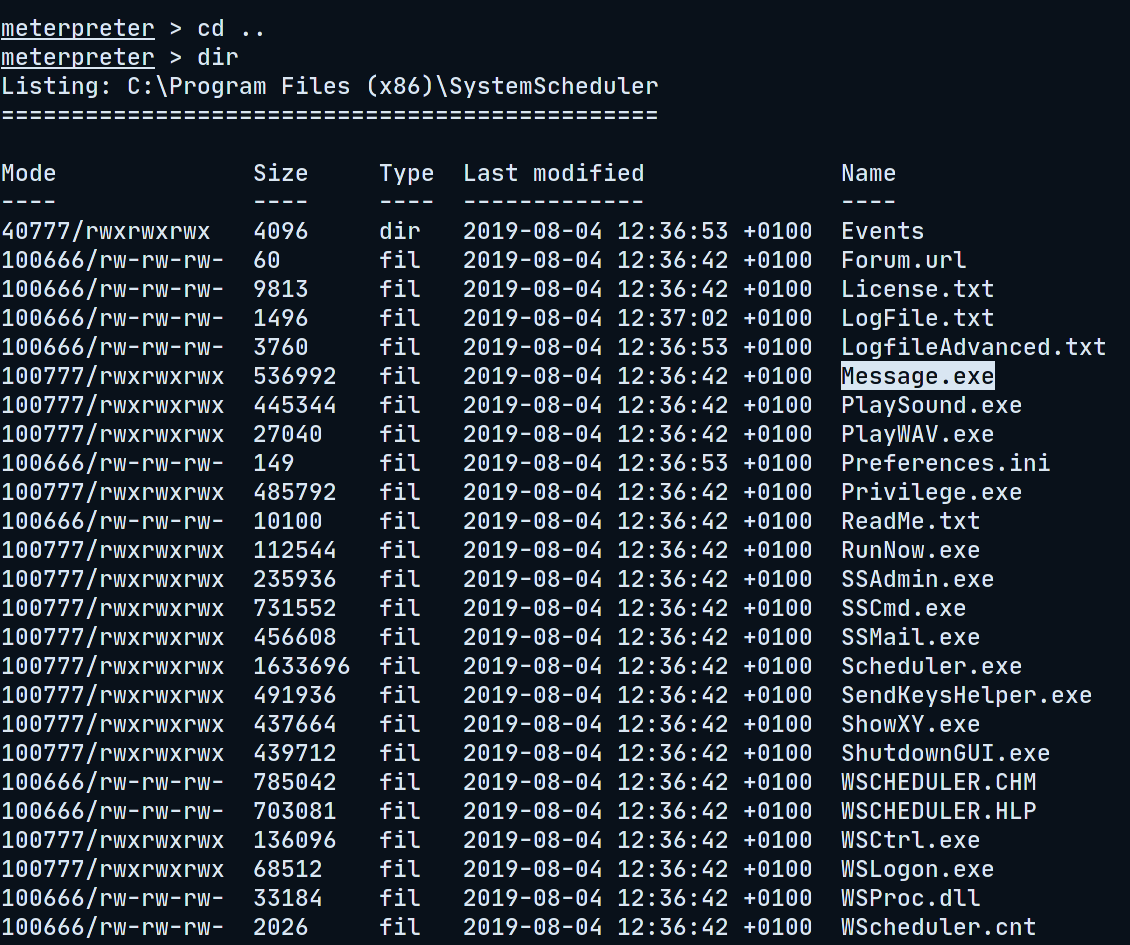 meterpreter > cd ..
meterpreter > dir
Listing: C:\Program Files (x86)\SystemScheduler
===============================================
Mode              Size     Type  Last modified              Name
----              ----     ----  -------------              ----
40777/rwxrwxrwx   4096     dir   2019-08-04 12:36:53 +0100  Events
100666/rw-rw-rw-  60       fil   2019-08-04 12:36:42 +0100  Forum.url
100666/rw-rw-rw-  9813     fil   2019-08-04 12:36:42 +0100  License.txt
100666/rw-rw-rw-  1496     fil   2019-08-04 12:37:02 +0100  LogFile.txt
100666/rw-rw-rw-  3760     fil   2019-08-04 12:36:53 +0100  LogfileAdvanced.txt
100777/rwxrwxrwx  536992   fil   2019-08-04 12:36:42 +0100  Message.exe
100777/rwxrwxrwx  445344   fil   2019-08-04 12:36:42 +0100  PlaySound.exe
100777/rwxrwxrwx  27040    fil   2019-08-04 12:36:42 +0100  PlayWAV.exe
100666/rw-rw-rw-  149      fil   2019-08-04 12:36:53 +0100  Preferences.ini
100777/rwxrwxrwx  485792   fil   2019-08-04 12:36:42 +0100  Privilege.exe
100666/rw-rw-rw-  10100    fil   2019-08-04 12:36:42 +0100  ReadMe.txt
100777/rwxrwxrwx  112544   fil   2019-08-04 12:36:42 +0100  RunNow.exe
100777/rwxrwxrwx  235936   fil   2019-08-04 12:36:42 +0100  SSAdmin.exe
100777/rwxrwxrwx  731552   fil   2019-08-04 12:36:42 +0100  SSCmd.exe
100777/rwxrwxrwx  456608   fil   2019-08-04 12:36:42 +0100  SSMail.exe
100777/rwxrwxrwx  1633696  fil   2019-08-04 12:36:42 +0100  Scheduler.exe
100777/rwxrwxrwx  491936   fil   2019-08-04 12:36:42 +0100  SendKeysHelper.exe
100777/rwxrwxrwx  437664   fil   2019-08-04 12:36:42 +0100  ShowXY.exe
100777/rwxrwxrwx  439712   fil   2019-08-04 12:36:42 +0100  ShutdownGUI.exe
100666/rw-rw-rw-  785042   fil   2019-08-04 12:36:42 +0100  WSCHEDULER.CHM
100666/rw-rw-rw-  703081   fil   2019-08-04 12:36:42 +0100  WSCHEDULER.HLP
100777/rwxrwxrwx  136096   fil   2019-08-04 12:36:42 +0100  WSCtrl.exe
100777/rwxrwxrwx  68512    fil   2019-08-04 12:36:42 +0100  WSLogon.exe
100666/rw-rw-rw-  33184    fil   2019-08-04 12:36:42 +0100  WSProc.dll
100666/rw-rw-rw-  2026     fil   2019-08-04 12:36:42 +0100  WScheduler.cnt